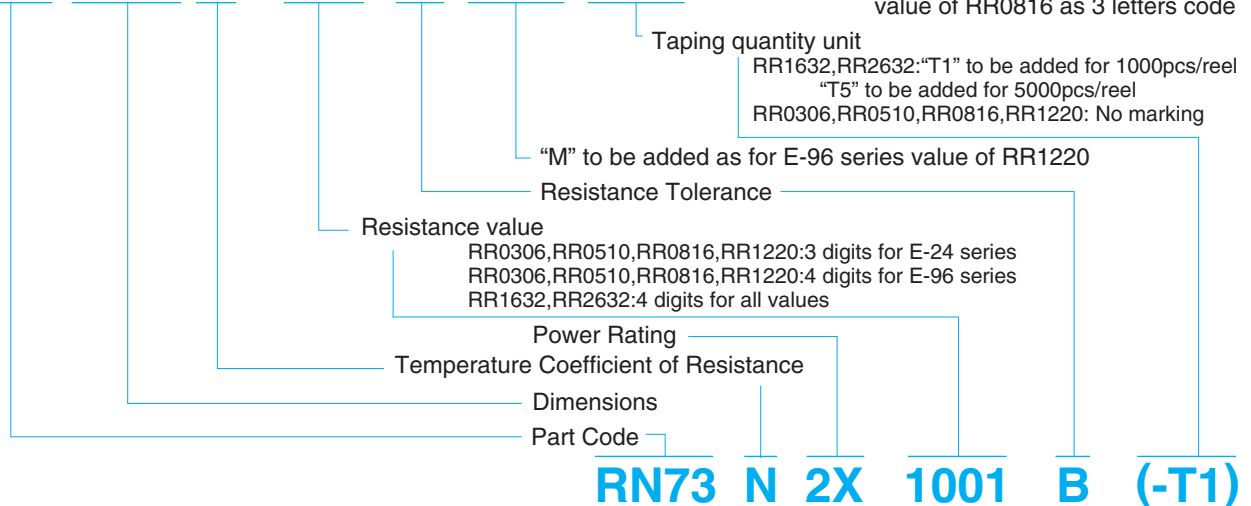 value of RR0816 as 3 letters code
Taping quantity unit
RR1632,RR2632:“T1” to be added for 1000pcs/reel
“T5” to be added for 5000pcs/reel
RR0306,RR0510,RR0816,RR1220: No marking
“M” to be added as for E-96 series value of RR1220
Resistance Tolerance
Resistance value
RR0306,RR0510,RR0816,RR1220:3 digits for E-24 series
RR0306,RR0510,RR0816,RR1220:4 digits for E-96 series
RR1632,RR2632:4 digits for all values
Power Rating
Temperature Coefficient of Resistance
Dimensions
Part Code
RN73 N 2X 1001 B (-T1)